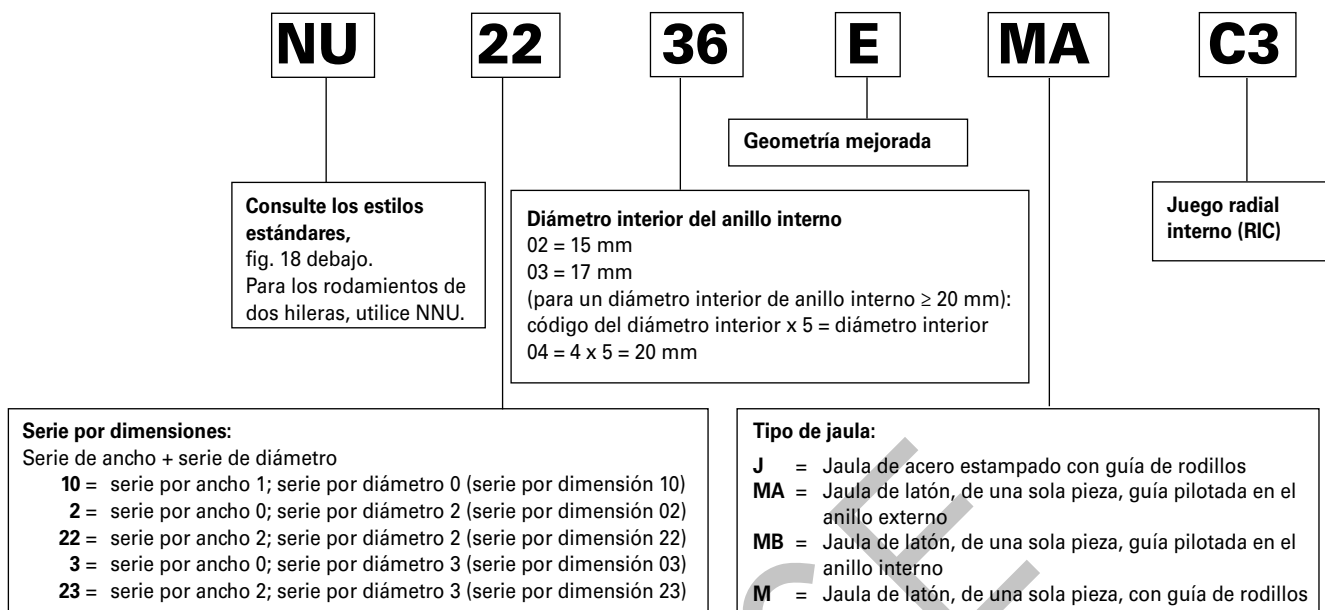 NU 22 36 E MA C3
Geometría mejorada
Consulte los estilos
estándares,
fig. 18 debajo.
Para los rodamientos de
dos hileras, utilice NNU.
Diámetro interior del anillo interno
02 = 15 mm
03 = 17 mm
(para un diámetro interior de anillo interno ≥ 20 mm):
código del diámetro interior x 5 = diámetro interior
04 = 4 x 5 = 20 mm
Juego radial
interno (RIC)
Serie por dimensiones:
Serie de ancho + serie de diámetro
10 = serie por ancho 1; serie por diámetro 0 (serie por dimensión 10)
2 = serie por ancho 0; serie por diámetro 2 (serie por dimensión 02)
22 = serie por ancho 2; serie por diámetro 2 (serie por dimensión 22)
3 = serie por ancho 0; serie por diámetro 3 (serie por dimensión 03)
23 = serie por ancho 2; serie por diámetro 3 (serie por dimensión 23)
Tipo de jaula:
J = Jaula de acero estampado con guía de rodillos
MA = Jaula de latón, de una sola pieza, guía pilotada en el
anillo externo
MB = Jaula de latón, de una sola pieza, guía pilotada en el
anillo interno
M = Jaula de latón, de una sola pieza, con guía de rodillos